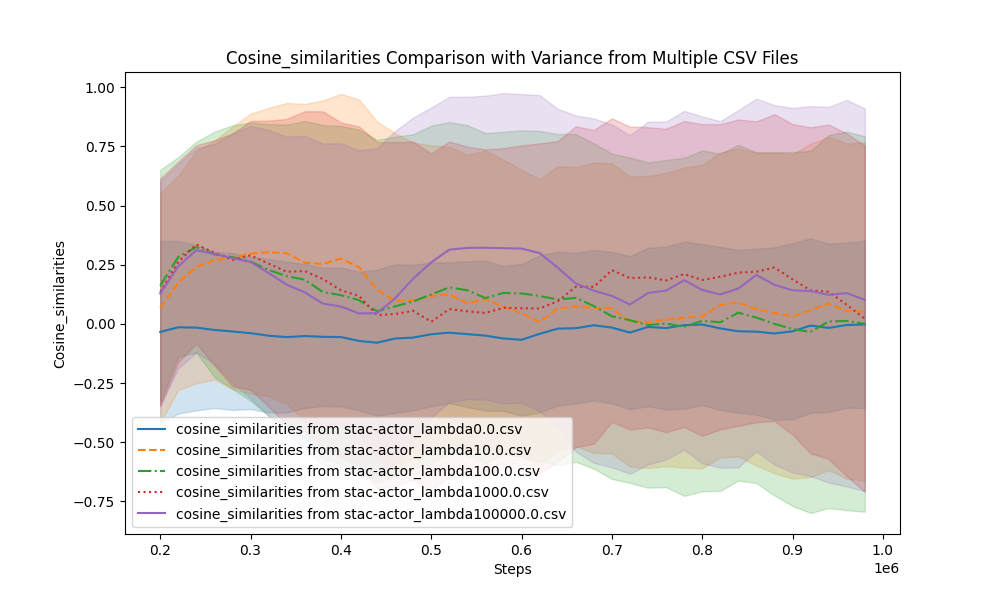 Cosine_similarities Comparison with Variance from Multiple CSV Files
Cosine_similarities
1.00
0.75
0.50
0.25
0.00
−0.25
−0.50
−0.75
cosine_similarities from stac-actor_lambda0.0.csv
cosine_similarities from stac-actor_lambda10.0.csv
cosine_similarities from stac-actor_lambda100.0.csv
cosine_similarities from stac-actor_lambda1000.0.csv
cosine_similarities from stac-actor_lambda100000.0.csv
0.2 0.3 0.4 0.5 0.6 0.7 0.8 0.9 1.0
1e6
Steps